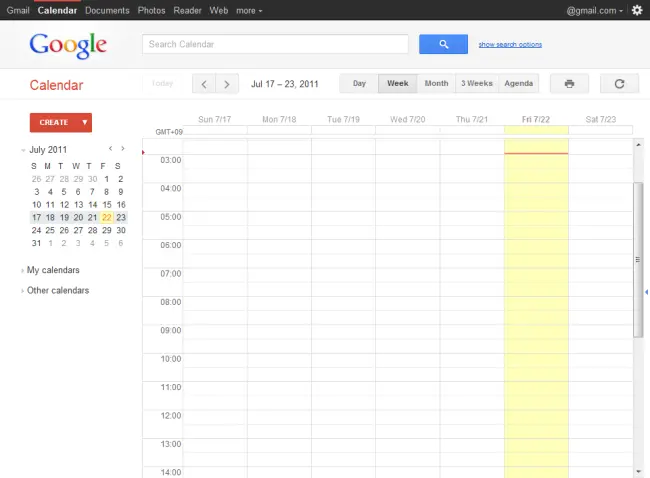 Gmail Calendar Documents Photos Reader Web more @gmail.com
Google
Search Calendar
show search options
Calendar
Today
Jul 17 – 23, 2011
Day Week Month 3 Weeks Agenda
CREATE
July 2011
S M T W T F S
26 27 28 29 30 1 2
3 4 5 6 7 8 9
10 11 12 13 14 15 16
17 18 19 20 21 22 23
24 25 26 27 28 29 30
31 1 2 3 4 5 6
My calendars
Other calendars
Sun 7/17 Mon 7/18 Tue 7/19 Wed 7/20 Thu 7/21 Fri 7/22 Sat 7/23
GMT+09
03:00
04:00
05:00
06:00
07:00
08:00
09:00
10:00
11:00
12:00
13:00
14:00